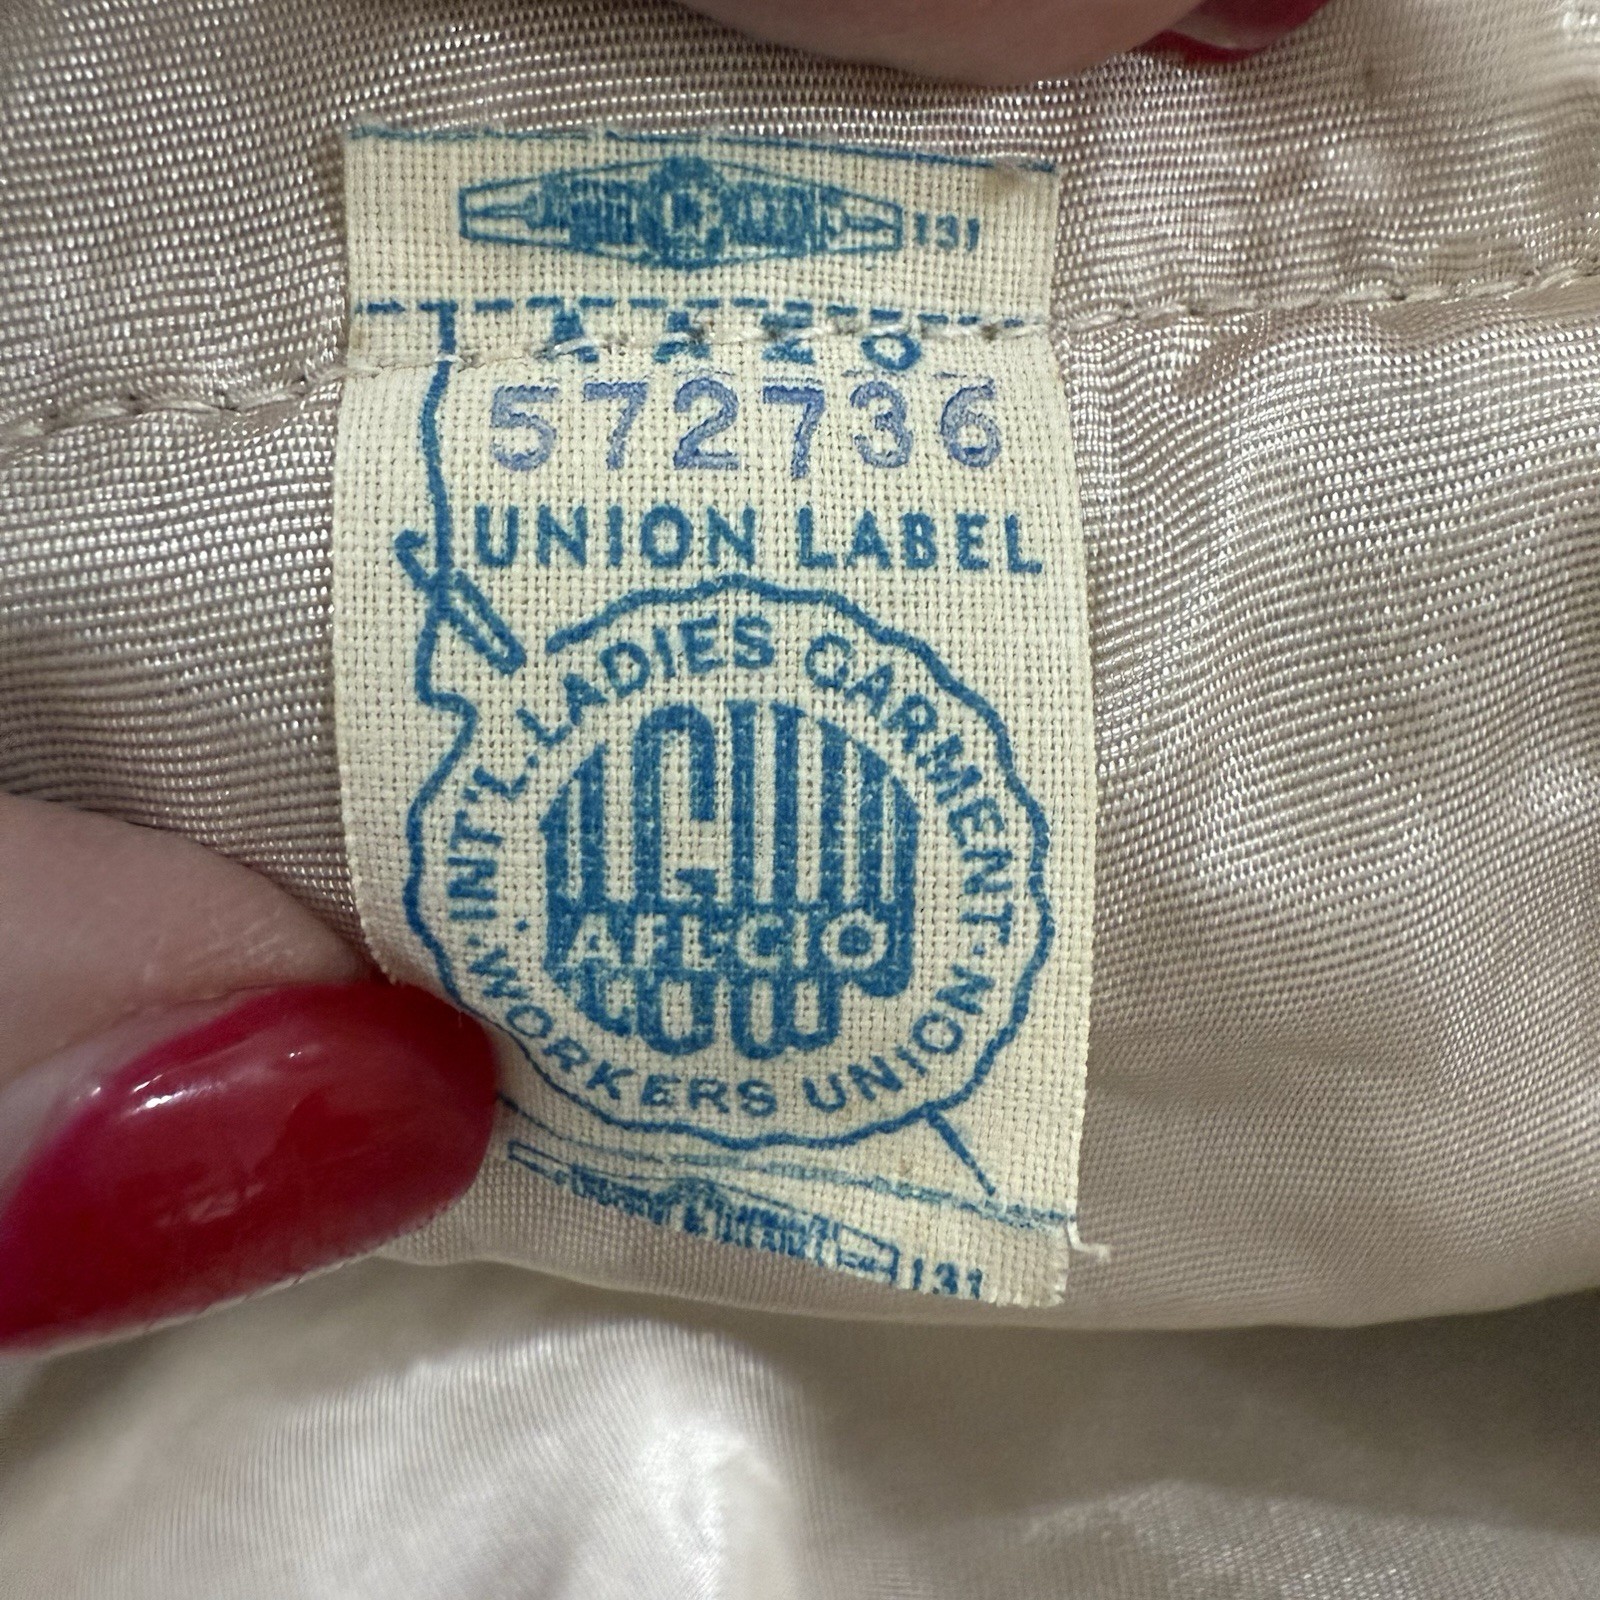 131
572736
UNION LABEL
INT'L. LADIES GARMENT
ILGWU
AFL-CIO
WORKERS UNION
131